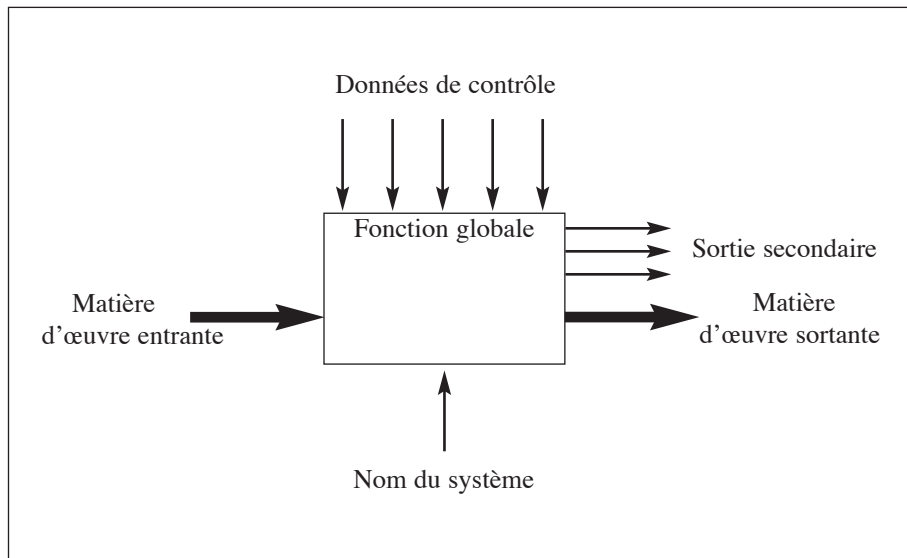 Données de contrôle
Fonction globale
Sortie secondaire
Matière
d'œuvre entrante
Matière
d'œuvre sortante
Nom du système